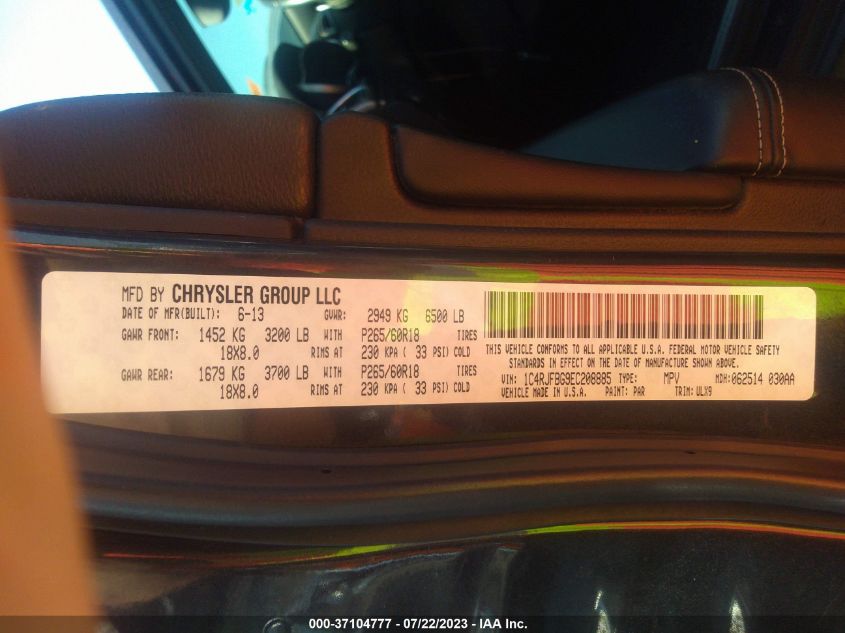 MFD BY CHRYSLER GROUP LLC
DATE OF MFR(BUILT): 6-13 GVWR: 2949 KG 6500 LB
GAWR FRONT: 1452 KG 3200 LB WITH P265/60R18 TIRES
18X8.0 RIMS AT 230 KPA ( 33 PSI) COLD
GAWR REAR: 1679 KG 3700 LB WITH P265/60R18 TIRES
18X8.0 RIMS AT 230 KPA ( 33 PSI) COLD
THIS VEHICLE CONFORMS TO ALL APPLICABLE U.S.A. FEDERAL MOTOR VEHICLE SAFETY
STANDARDS IN EFFECT ON THE DATE OF MANUFACTURE SHOWN ABOVE.
VIN: 1C4RJFBG9EC208885 TYPE: MPV MDH:062514 030AA
VEHICLE MADE IN U.S.A. PAINT: PAR TRIM: ULX9
000-37104777 - 07/22/2023 - IAA Inc.